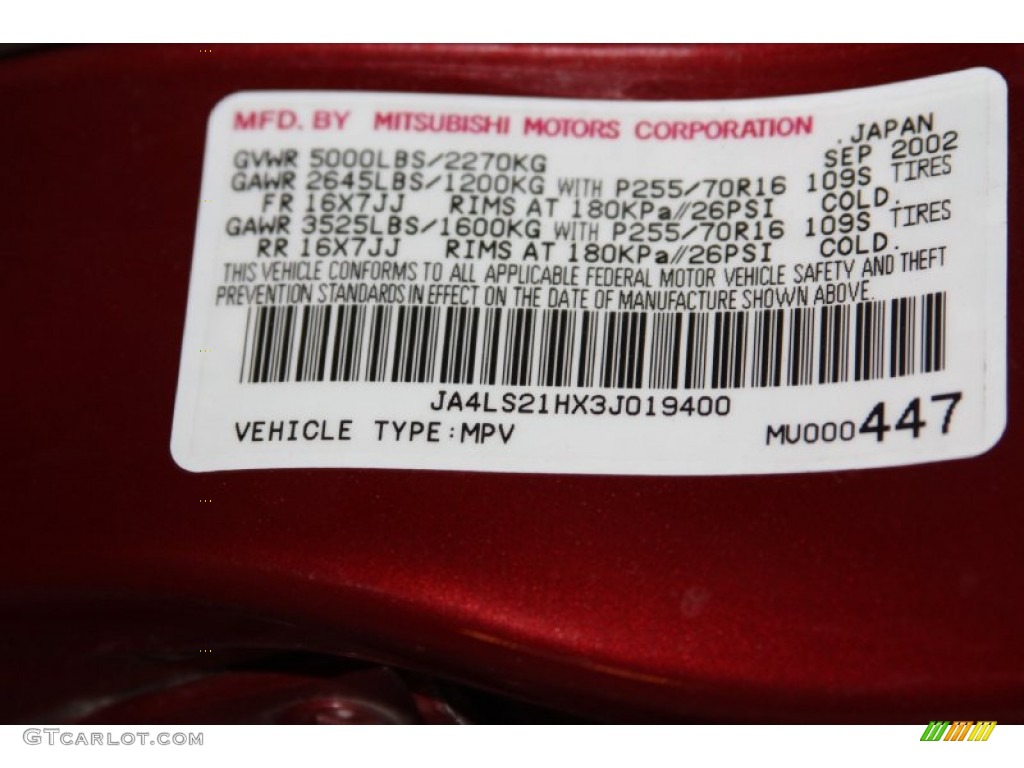 MFD. BY MITSUBISHI MOTORS CORPORATION .JAPAN
GVWR 5000LBS/2270KG SEP 2002
GAWR 2645LBS/1200KG WITH P255/70R16 109S TIRES
FR 16X7JJ RIMS AT 180KPa//26PSI COLD.
GAWR 3525LBS/1600KG WITH P255/70R16 109S TIRES
RR 16X7JJ RIMS AT 180KPa//26PSI COLD.
THIS VEHICLE CONFORMS TO ALL APPLICABLE FEDERAL MOTOR VEHICLE SAFETY AND THEFT
PREVENTION STANDARDS IN EFFECT ON THE DATE OF MANUFACTURE SHOWN ABOVE.
JA4LS21HX3J019400
VEHICLE TYPE:MPV MU000447
GTCARLOT.COM